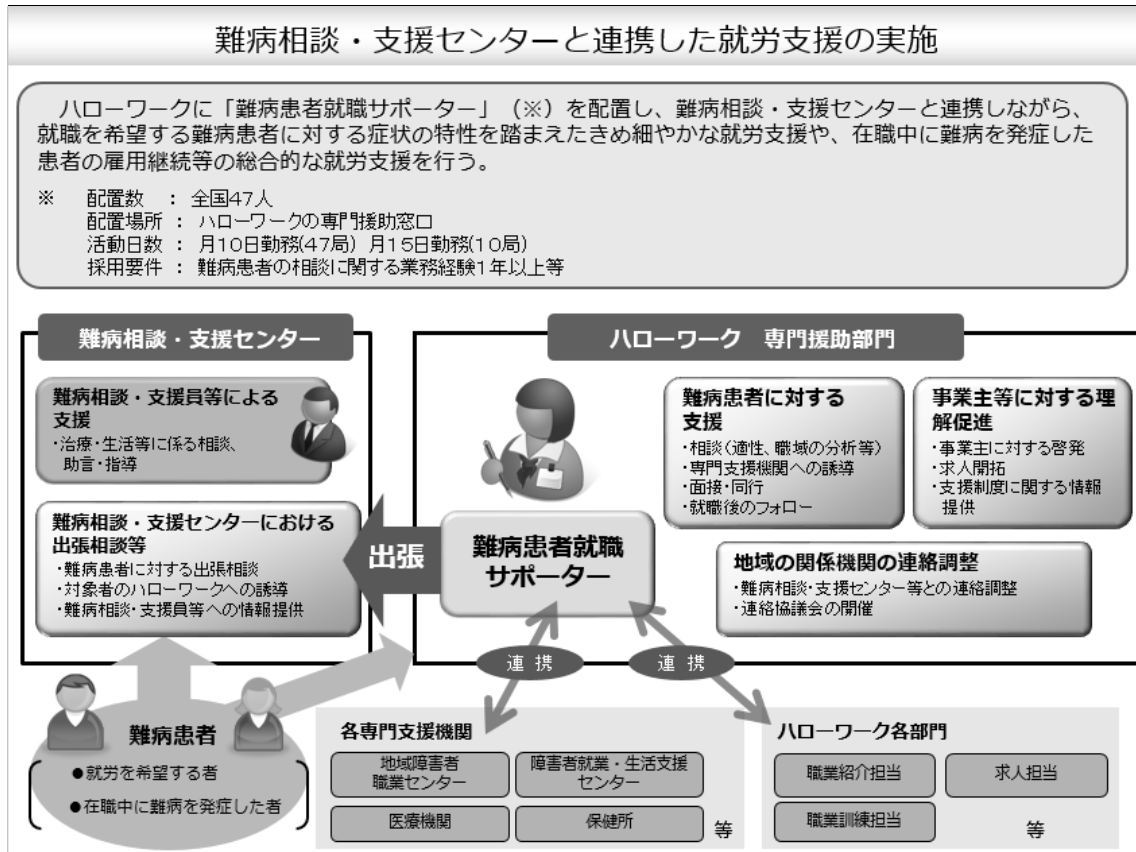 難病相談・支援センターと連携した就労支援の実施
ハローワークに「難病患者就職サポーター」（※）を配置し、難病相談・支援センターと連携しながら、
就職を希望する難病患者に対する症状の特性を踏まえたきめ細やかな就労支援や、在職中に難病を発症した
患者の雇用継続等の総合的な就労支援を行う。
※　配置数　：　全国47人
配置場所　：　ハローワークの専門援助窓口
活動日数　：　月10日勤務(47局)　月15日勤務(10局)
採用要件　：　難病患者の相談に関する業務経験1年以上等
難病相談・支援センター
難病相談・支援員等による
支援
・治療・生活等に係る相談、
助言・指導
難病相談・支援センターにおける
出張相談等
・難病患者に対する出張相談
・対象者のハローワークへの誘導
・難病相談・支援員等への情報提供
出張
ハローワーク　専門援助部門
難病患者就職
サポーター
難病患者に対する
支援
・相談（適性、職域の分析等）
・専門支援機関への誘導
・面接・同行
・就職後のフォロー
事業主等に対する理
解促進
・事業主に対する啓発
・求人開拓
・支援制度に関する情報
提供
地域の関係機関の連絡調整
・難病相談・支援センター等との連絡調整
・連絡協議会の開催
連携
連携
難病患者
●就労を希望する者
●在職中に難病を発症した者
各専門支援機関
地域障害者
職業センター
障害者就業・生活支援
センター
医療機関
保健所
等
ハローワーク各部門
職業紹介担当
求人担当
職業訓練担当
等